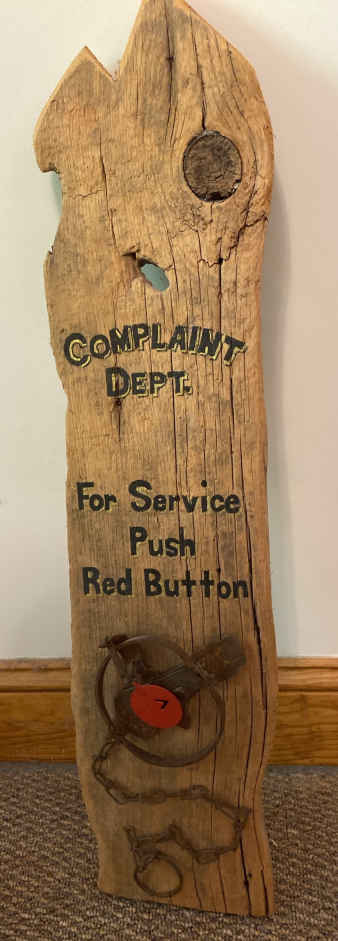 COMPLAINT
DEPT.
For Service
Push
Red Button